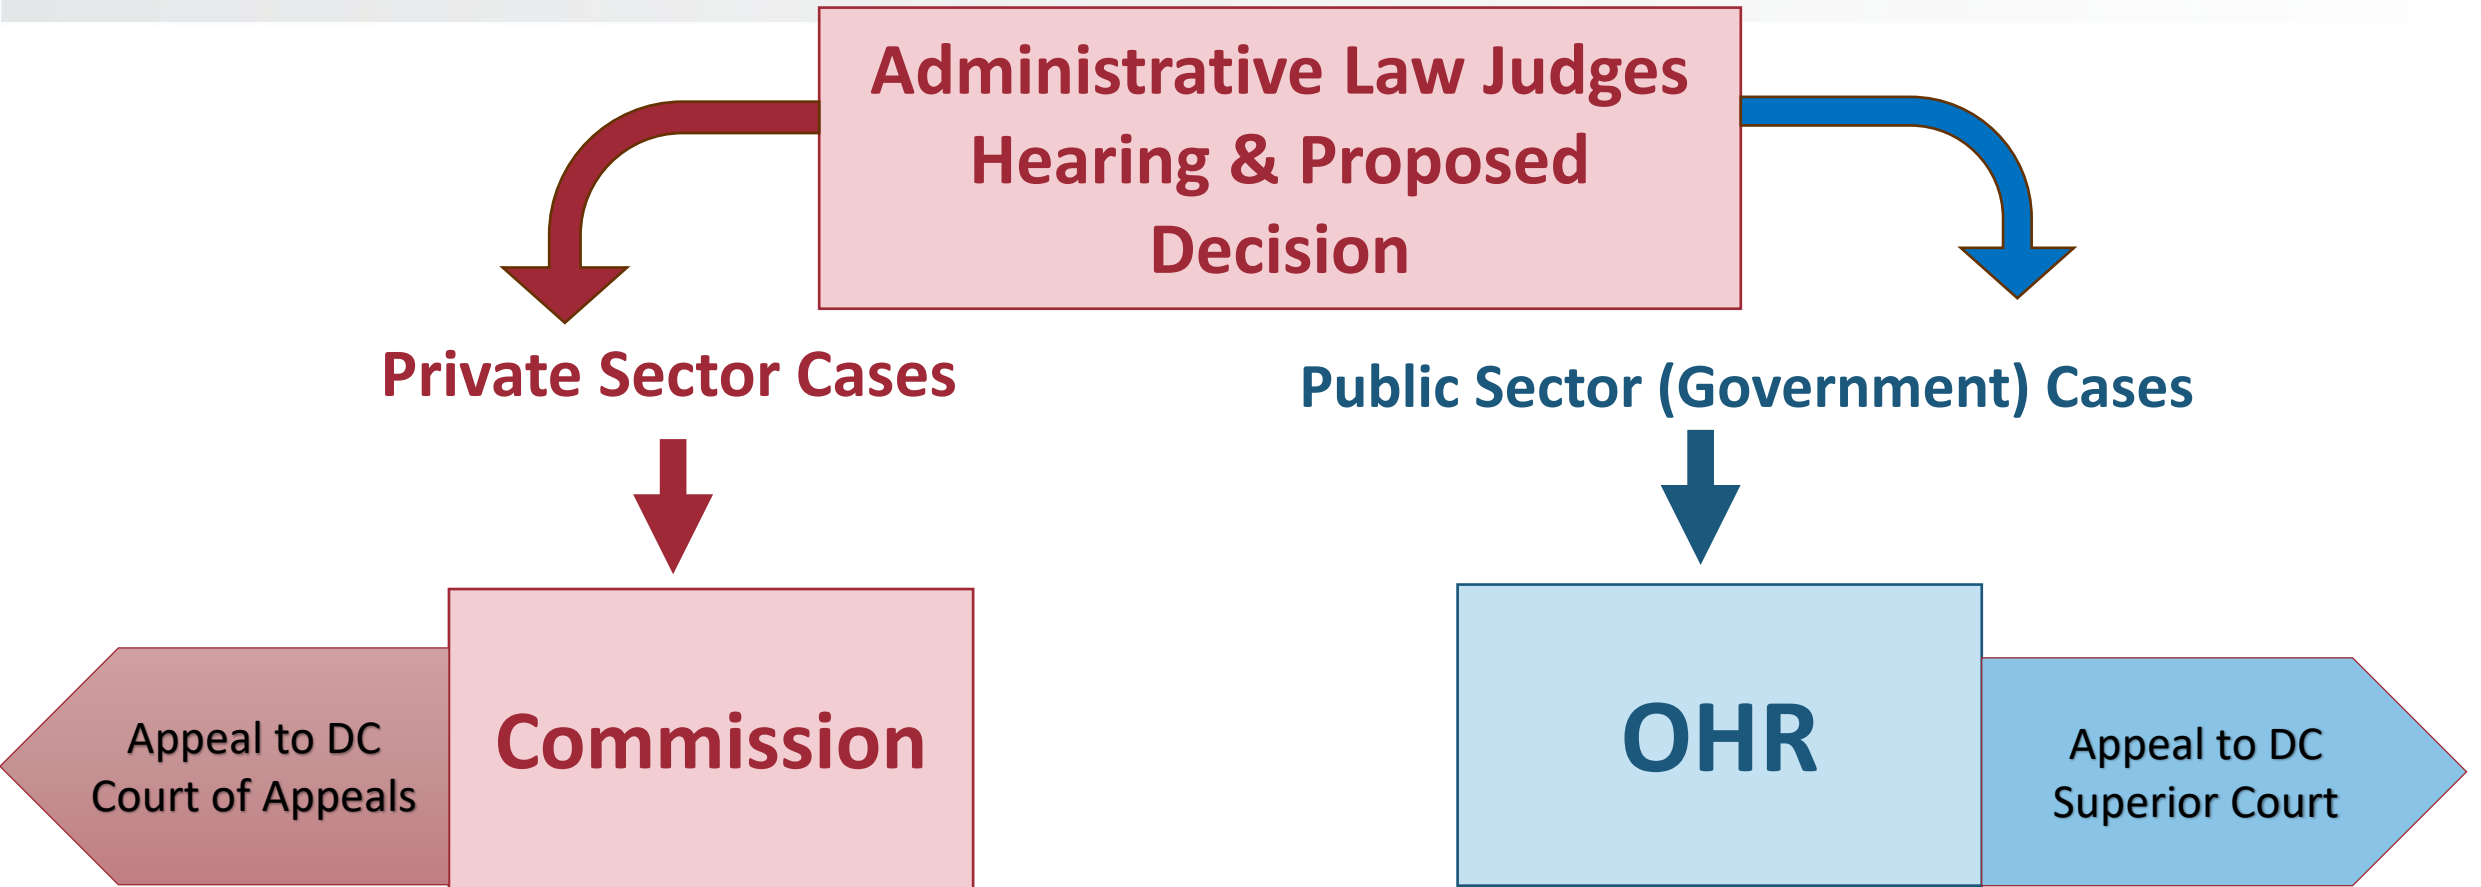 Administrative Law Judges
Hearing & Proposed
Decision
Private Sector Cases
Public Sector (Government) Cases
Commission
Appeal to DC
Court of Appeals
OHR
Appeal to DC
Superior Court